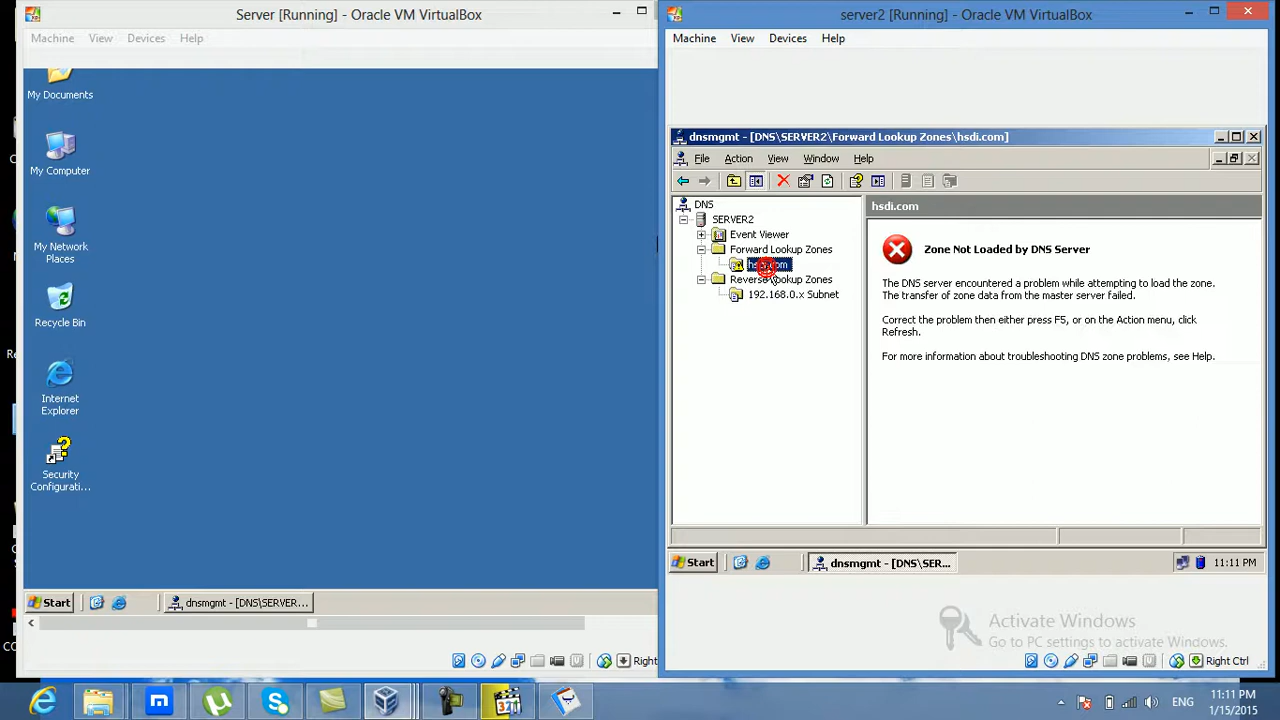 Server [Running] - Oracle VM VirtualBox
Machine View Devices Help
My Documents
My Computer
My Network
Places
Recycle Bin
Internet
Explorer
Security
Configurati...
Start
dnsmgmt - [DNS\SERVER...
Right
server2 [Running] - Oracle VM VirtualBox
Machine View Devices Help
dnsmgmt - [DNS\SERVER2\Forward Lookup Zones\hsdi.com]
File Action View Window Help
DNS
SERVER2
Event Viewer
Forward Lookup Zones
Reverse Lookup Zones
192.168.0.x Subnet
hsdi.com
Zone Not Loaded by DNS Server
The DNS server encountered a problem while attempting to load the zone.
The transfer of zone data from the master server failed.
Correct the problem then either press F5, or on the Action menu, click
Refresh.
For more information about troubleshooting DNS zone problems, see Help.
Start
dnsmgmt - [DNS\SER...
11:11 PM
Activate Windows
Go to PC settings to activate Windows.
Right Ctrl
321
ENG
11:11 PM
1/15/2015